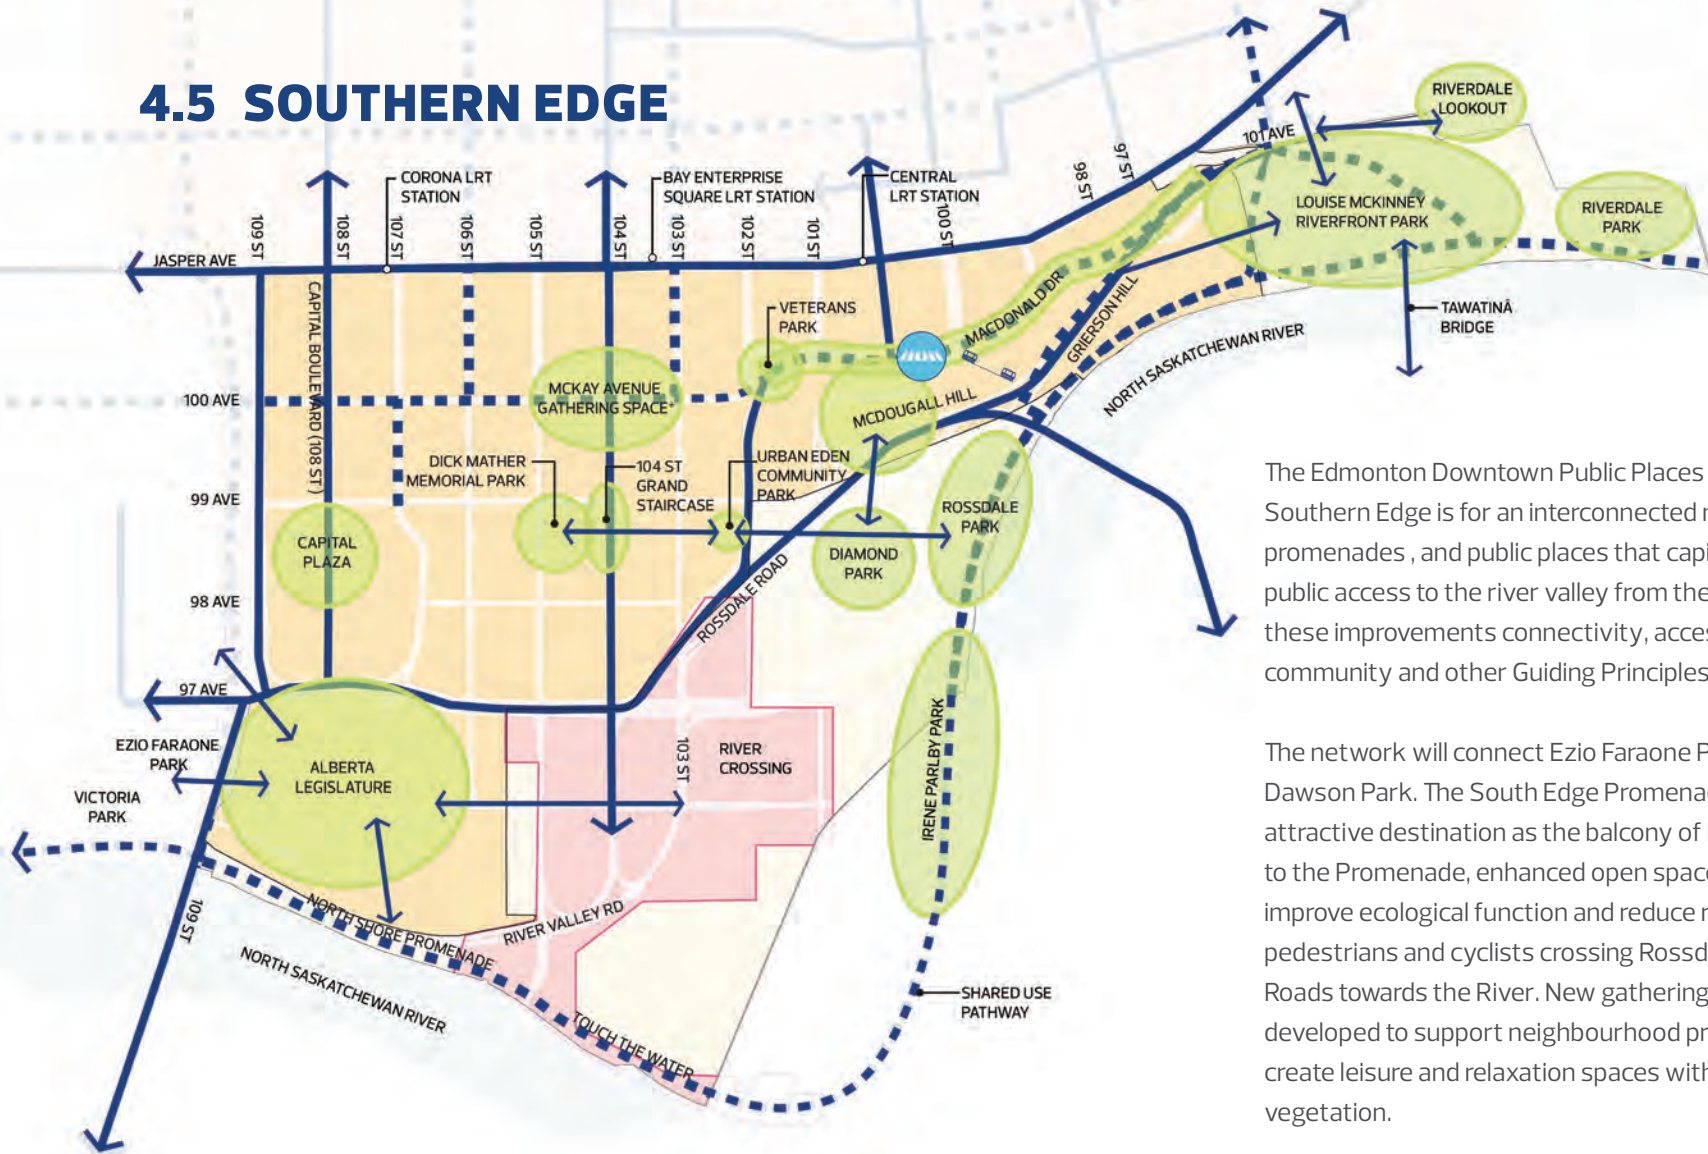 4.5 SOUTHERN EDGE
RIVERDALE
LOOKOUT
101 AVE
97 ST
98 ST
CORONA LRT
STATION
BAY ENTERPRISE
SQUARE LRT STATION
CENTRAL
LRT STATION
LOUISE MCKINNEY
RIVERFRONT PARK
RIVERDALE
PARK
109 ST
108 ST
107 ST
106 ST
105 ST
104 ST
103 ST
102 ST
101 ST
100 ST
JASPER AVE
CAPITAL BOULEVARD (108 ST)
VETERANS
PARK
MACDONALD DR
GRIERSON HILL
TAWATINÂ
BRIDGE
NORTH SASKATCHEWAN RIVER
100 AVE
MCKAY AVENUE
GATHERING SPACE*
MCDOUGALL HILL
DICK MATHER
MEMORIAL PARK
104 ST
GRAND
STAIRCASE
URBAN EDEN
COMMUNITY
PARK
99 AVE
CAPITAL
PLAZA
DIAMOND
PARK
ROSSDALE
PARK
98 AVE
ROSSDALE ROAD
97 AVE
EZIO FARAONE
PARK
ALBERTA
LEGISLATURE
103 ST
RIVER
CROSSING
IRENE PARLBY PARK
VICTORIA
PARK
109 ST
NORTH SHORE PROMENADE
RIVER VALLEY RD
NORTH SASKATCHEWAN RIVER
TOUCH THE WATER
SHARED USE
PATHWAY
The Edmonton Downtown Public Places
Southern Edge is for an interconnected
promenades , and public places that
public access to the river valley from the
these improvements connectivity,
community and other Guiding Principles
The network will connect Ezio Faraone
Dawson Park. The South Edge
attractive destination as the balcony of
to the Promenade, enhanced open
improve ecological function and reduce
pedestrians and cyclists crossing
Roads towards the River. New gathering
developed to support neighbourhood
create leisure and relaxation spaces
vegetation.